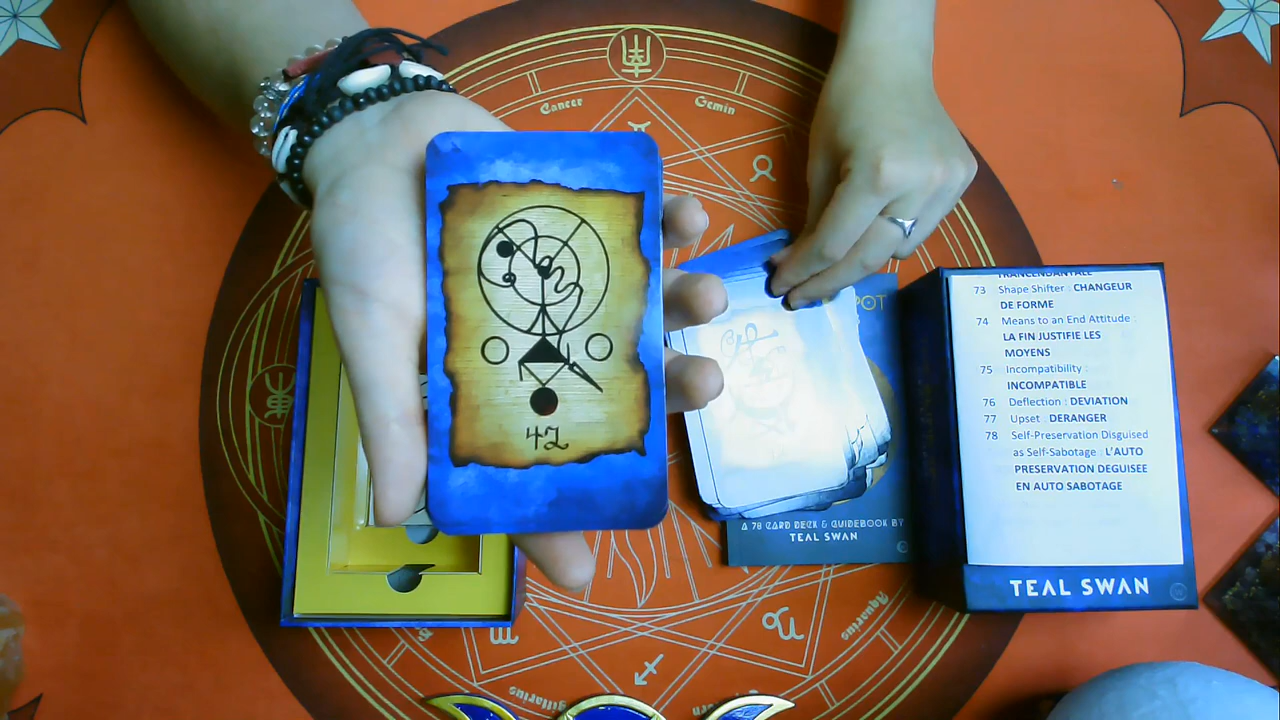 Cancer
Gemin
42
POT
A 78 CARD DECK & GUIDEBOOK BY
TEAL SWAN
TRANCENDANTALE
73 Shape Shifter : CHANGEUR
DE FORME
74 Means to an End Attitude :
LA FIN JUSTIFIE LES
MOYENS
75 Incompatibility :
INCOMPATIBLE
76 Deflection : DEVIATION
77 Upset : DERANGER
78 Self-Preservation Disguised
as Self-Sabotage : L'AUTO
PRESERVATION DEGUISEE
EN AUTO SABOTAGE
TEAL SWAN
Aquarius